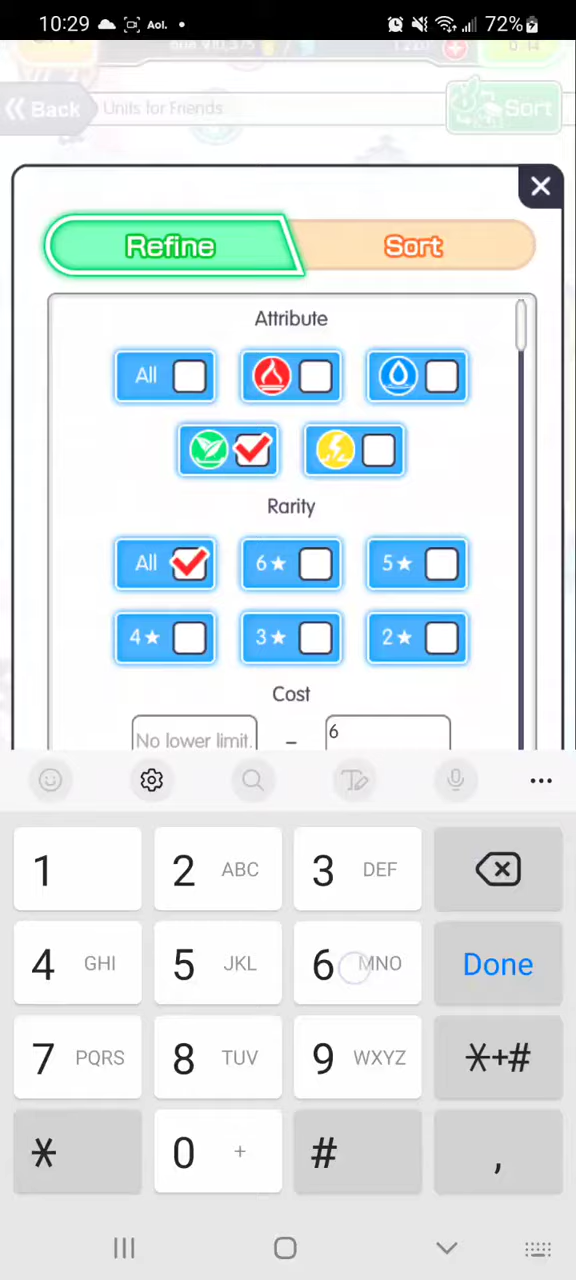 10:29 Aol. 72%
Back Units for Friends Sort
Refine Sort
Attribute
All
Rarity
All 6★ 5★
4★ 3★ 2★
Cost
No lower limit. – 6
1 2 ABC 3 DEF
4 GHI 5 JKL 6 MNO Done
7 PQRS 8 TUV 9 WXYZ *+#
* 0 + # ,